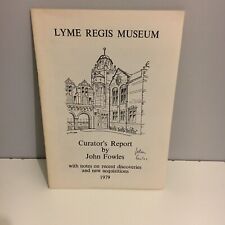 LYME REGIS MUSEUM
Curator's Report
by
John Fowles
with notes on recent discoveries
and new acquisitions
1979